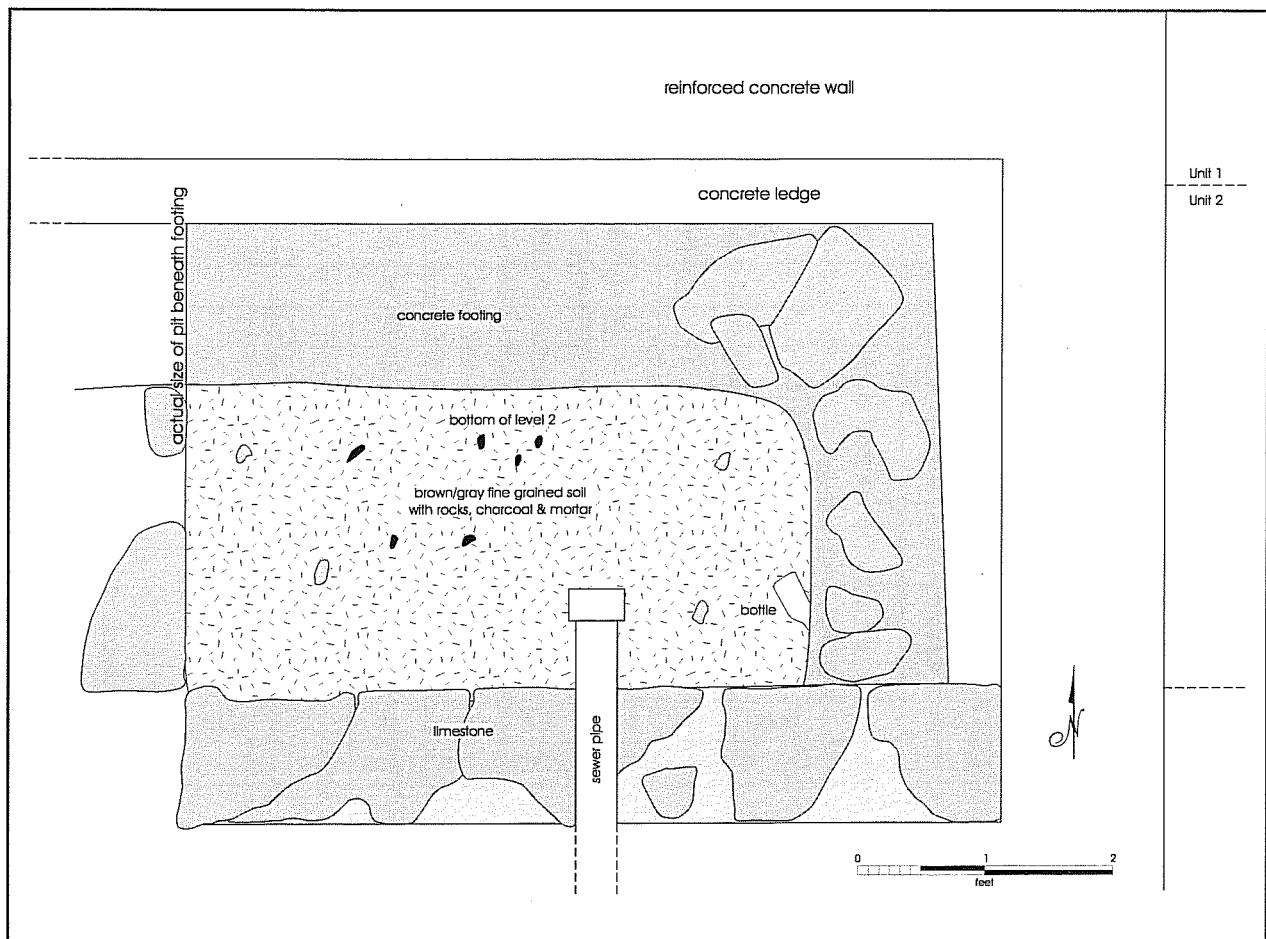 reinforced concrete wall
Unit 1
Unit 2
concrete ledge
actual size of pit beneath footing
concrete footing
bottom of level 2
brown/gray fine grained soil
with rocks, charcoal & mortar
bottle
limestone
sewer pipe
N
0 1 2
feet